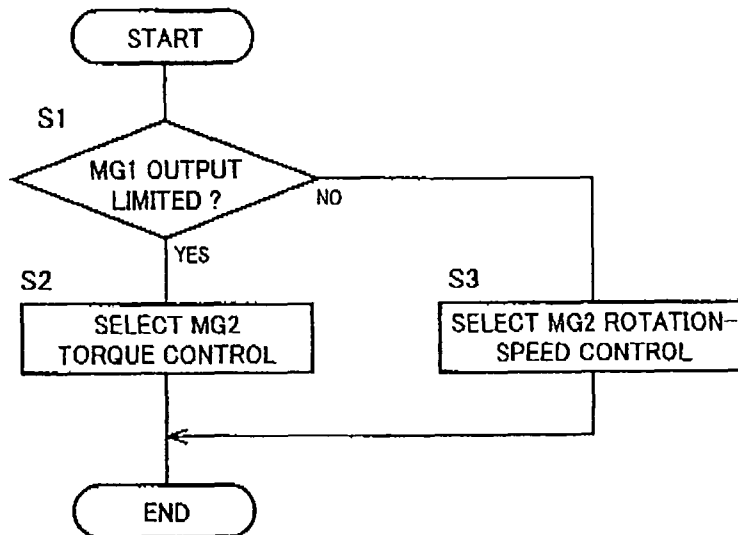 START
S1
MG1 OUTPUT
LIMITED ?
NO
YES
S2
SELECT MG2
TORQUE CONTROL
S3
SELECT MG2 ROTATION-
SPEED CONTROL
END